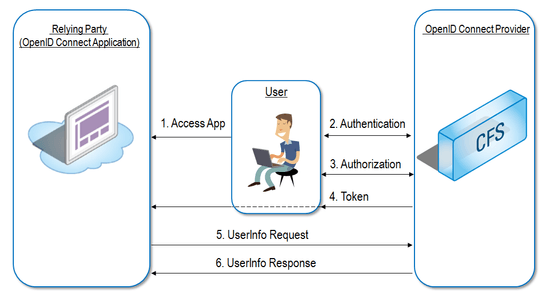 Relying Party
(OpenID Connect Application)
OpenID Connect Provider
User
1. Access App
2. Authentication
CFS
3. Authorization
4. Token
5. UserInfo Request
6. UserInfo Response